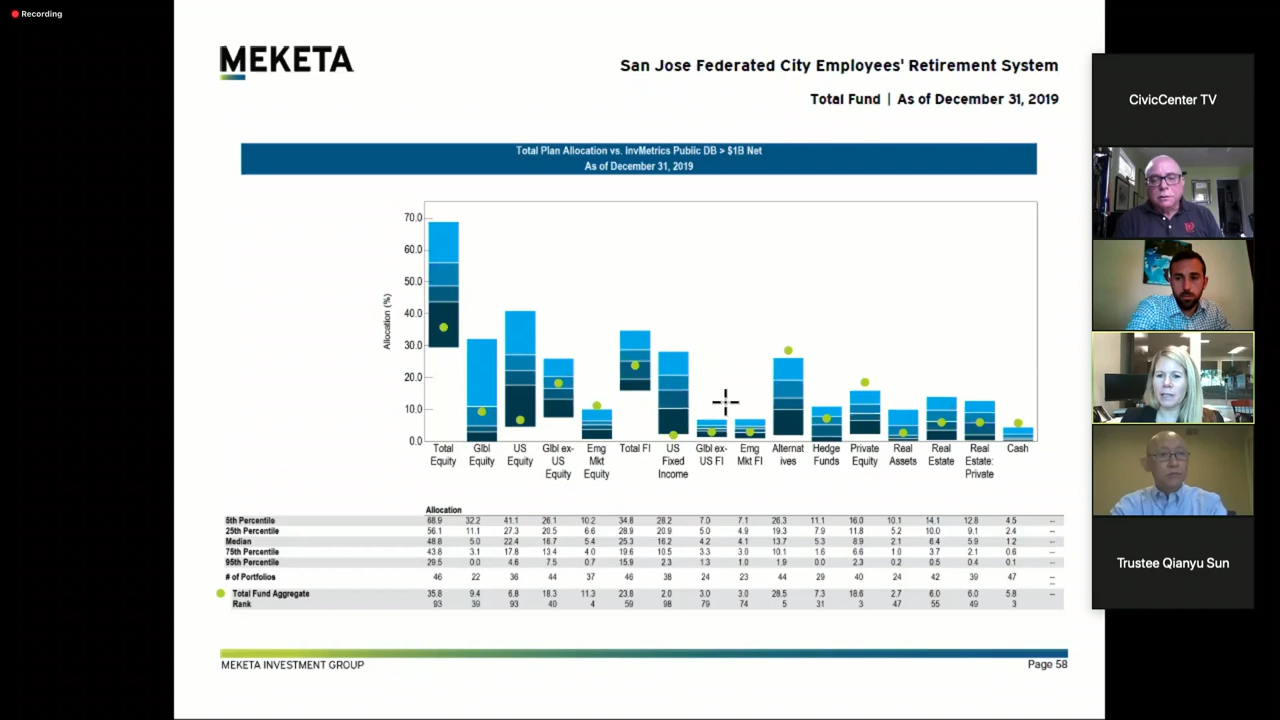 Recording
MEKETA
San Jose Federated City Employees' Retirement System
Total Fund | As of December 31, 2019
Total Plan Allocation vs. InvMetrics Public DB > $1B Net
As of December 31, 2019
Allocation (%)
70.0
60.0
50.0
40.0
30.0
20.0
10.0
0.0
Total Equity
Glbl Equity
US Equity
Glbl ex-US Equity
Emg Mkt Equity
Total FI
US Fixed Income
Glbl ex-US FI
Emg Mkt FI
Alternatives
Hedge Funds
Private Equity
Real Assets
Real Estate
Real Estate: Private
Cash
Allocation
5th Percentile 68.9 32.2 41.1 26.1 10.2 34.8 28.2 7.0 7.1 26.3 11.1 16.0 10.1 14.1 12.8 4.5 --
25th Percentile 56.1 11.1 27.3 20.5 6.6 28.9 20.9 5.0 4.9 19.3 7.9 11.8 5.2 10.0 9.1 2.4 --
Median 48.8 5.0 22.4 16.7 5.4 25.3 16.2 4.2 4.1 13.7 5.3 8.9 2.1 6.4 5.9 1.2 --
75th Percentile 43.8 3.1 17.8 13.4 4.0 19.6 10.5 3.3 3.0 10.1 1.6 6.6 1.0 3.7 2.1 0.6 --
95th Percentile 29.5 0.0 4.6 7.5 0.7 15.9 2.3 1.3 1.0 1.9 0.0 2.3 0.2 0.5 0.4 0.1 --
# of Portfolios 46 22 36 44 37 46 38 24 23 44 29 40 24 42 39 47 --
Total Fund Aggregate 35.8 9.4 6.8 18.3 11.3 23.8 2.0 3.0 3.0 28.5 7.3 18.6 2.7 6.0 6.0 5.8 --
Rank 93 39 93 40 4 59 98 79 74 5 31 3 47 55 49 3
MEKETA INVESTMENT GROUP
Page 58
CivicCenter TV
Trustee Qianyu Sun